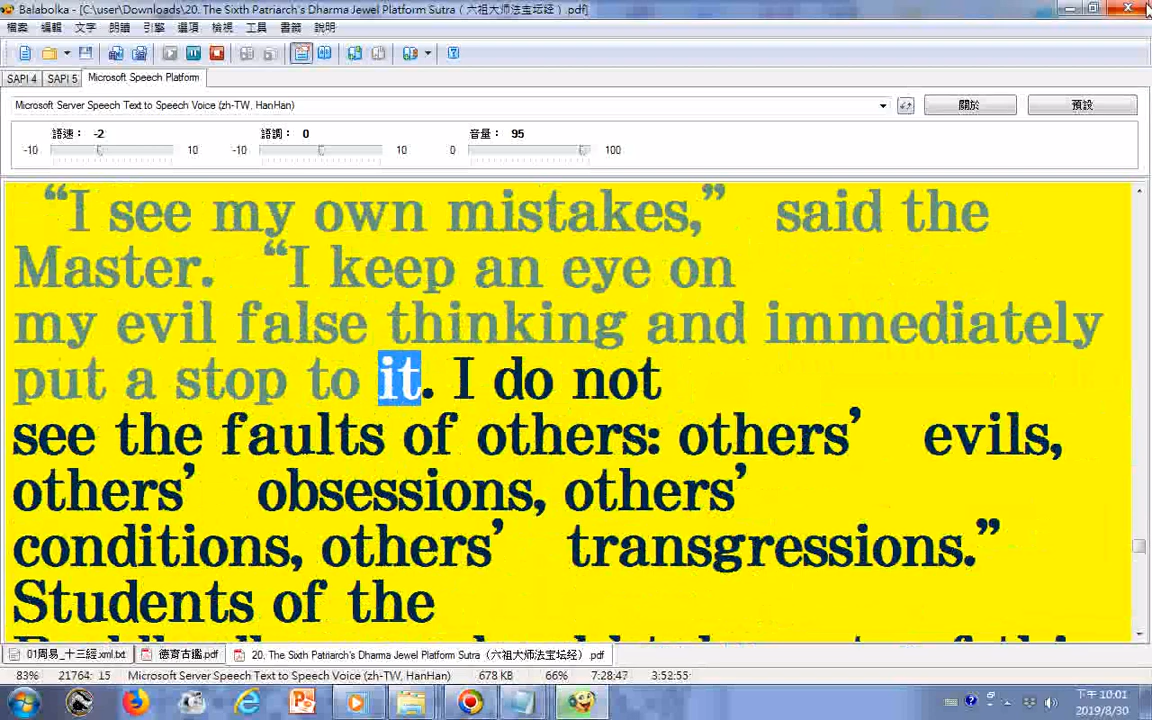 Balabolka - [C:\user\Downloads\20. The Sixth Patriarch's Dharma Jewel Platform Sutra（六祖大师法宝坛经）.pdf]
檔案 編輯 文字 朗讀 引擎 選項 檢視 工具 書籤 說明
SAPI 4 SAPI 5 Microsoft Speech Platform
Microsoft Server Speech Text to Speech Voice (zh-TW, HanHan) 關於 預設
語速： -2 語調： 0 音量： 95
-10 10 -10 10 0 100
“I see my own mistakes,” said the
Master. “I keep an eye on
my evil false thinking and immediately
put a stop to it. I do not
see the faults of others: others’ evils,
others’ obsessions, others’
conditions, others’ transgressions.”
Students of the
01周易_十三經.xml.txt 德育古鑑.pdf 20. The Sixth Patriarch's Dharma Jewel Platform Sutra（六祖大师法宝坛经）.pdf
83% 21764: 15 Microsoft Server Speech Text to Speech Voice (zh-TW, HanHan) 678 KB 66% 7:28:47 3:52:55
下午 10:01
2019/8/30